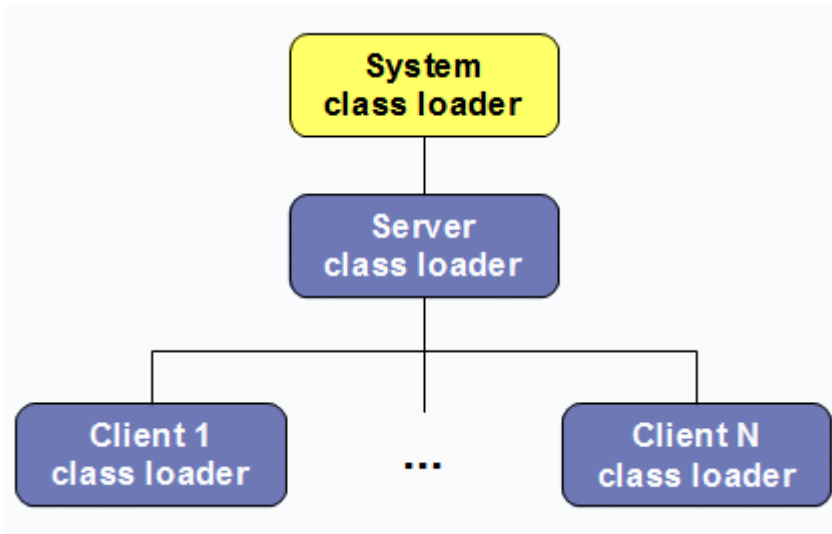 System
class loader
Server
class loader
Client 1
class loader
...
Client N
class loader